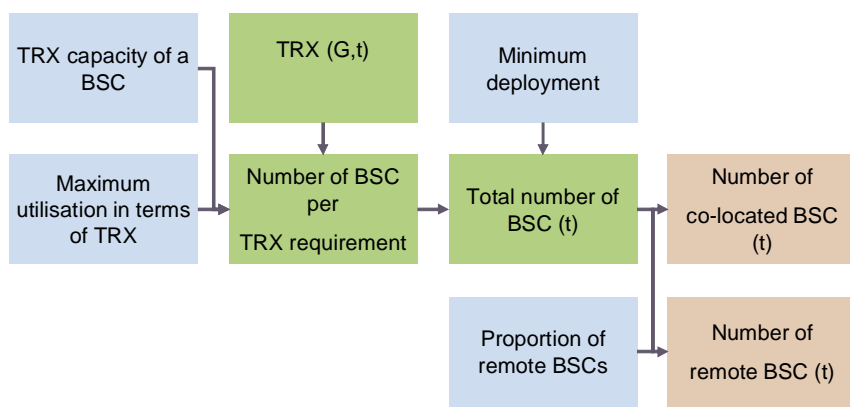 TRX capacity of a
BSC
TRX (G,t)
Minimum
deployment
Maximum
utilisation in terms
of TRX
Number of BSC
per
TRX requirement
Total number of
BSC (t)
Number of
co-located BSC
(t)
Proportion of
remote BSCs
Number of
remote BSC (t)